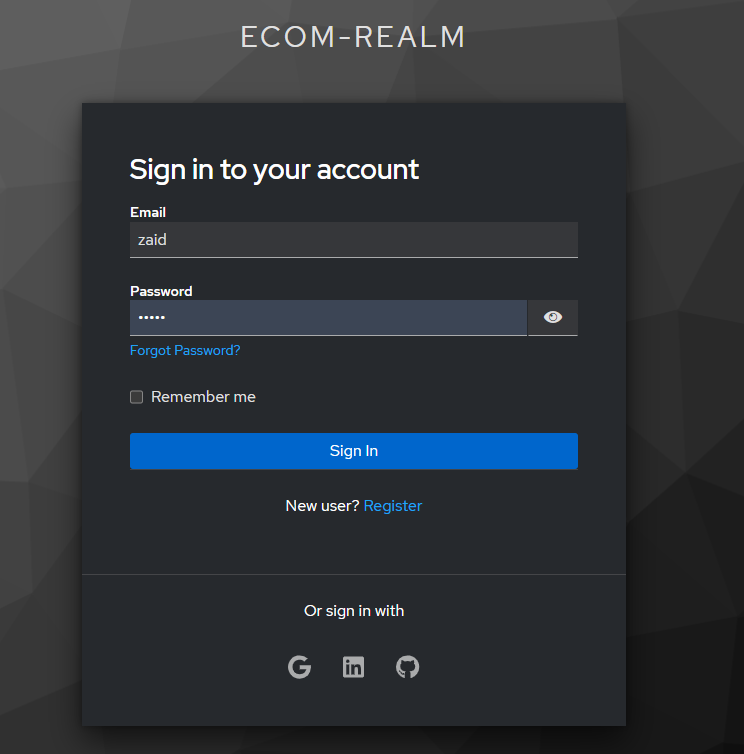 ECOM-REALM
Sign in to your account
Email
zaid
Password
•••••
Forgot Password?
Remember me
Sign In
New user? Register
Or sign in with